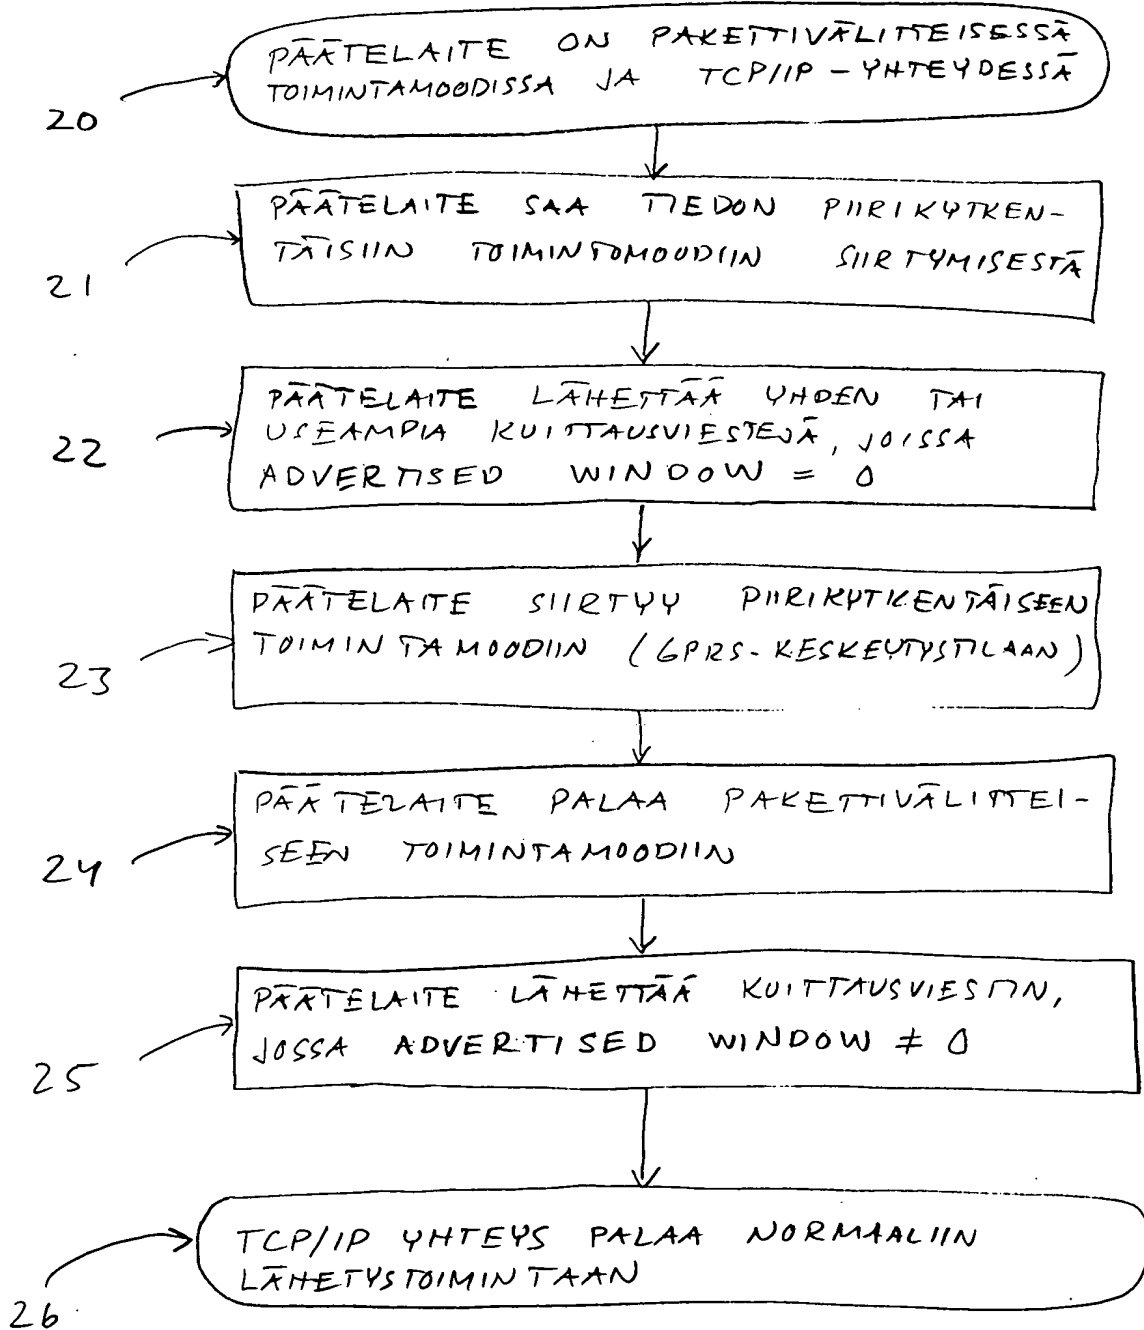 PÄÄTELAITE ON PAKETTIVÄLITTEISESSÄ
TOIMINTAMOODISSA JA TCP/IP-YHTEYDESSÄ
20
PÄÄTELAITE SAA TIEDON PIIRIKYTKEN-
TÄISIIN TOIMINTOMOODIIN SIIRTYMISESTÄ
21
PÄÄTELAITE LÄHETTÄÄ YHDEN TAI
USEAMPIA KUITTAUSVIESTEJÄ, JOISSA
ADVERTISED WINDOW = 0
22
PÄÄTELAITE SIIRTYY PIIRIKYTKENTÄISEEN
TOIMINTAMOODIIN (GPRS-KESKEYTYSTILAAN)
23
PÄÄTELAITE PALAA PAKETTIVÄLITTEI-
SEEN TOIMINTAMOODIIN
24
PÄÄTELAITE LÄHETTÄÄ KUITTAUSVIESTIN,
JOSSA ADVERTISED WINDOW ≠ 0
25
TCP/IP YHTEYS PALAA NORMAALIIN
LÄHETYSTOIMINTAAN
26